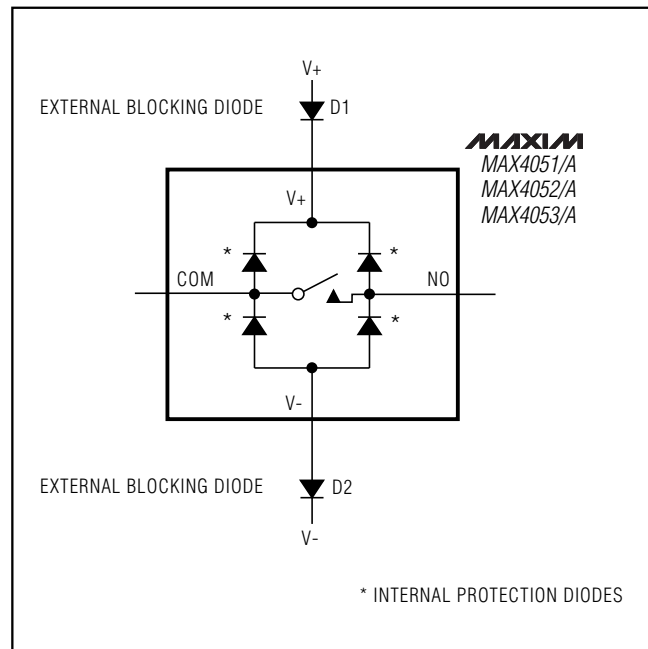 V+
EXTERNAL BLOCKING DIODE D1
MAXIM
MAX4051/A
MAX4052/A
MAX4053/A
V+
* *
COM NO
* *
V-
EXTERNAL BLOCKING DIODE D2
V-
* INTERNAL PROTECTION DIODES